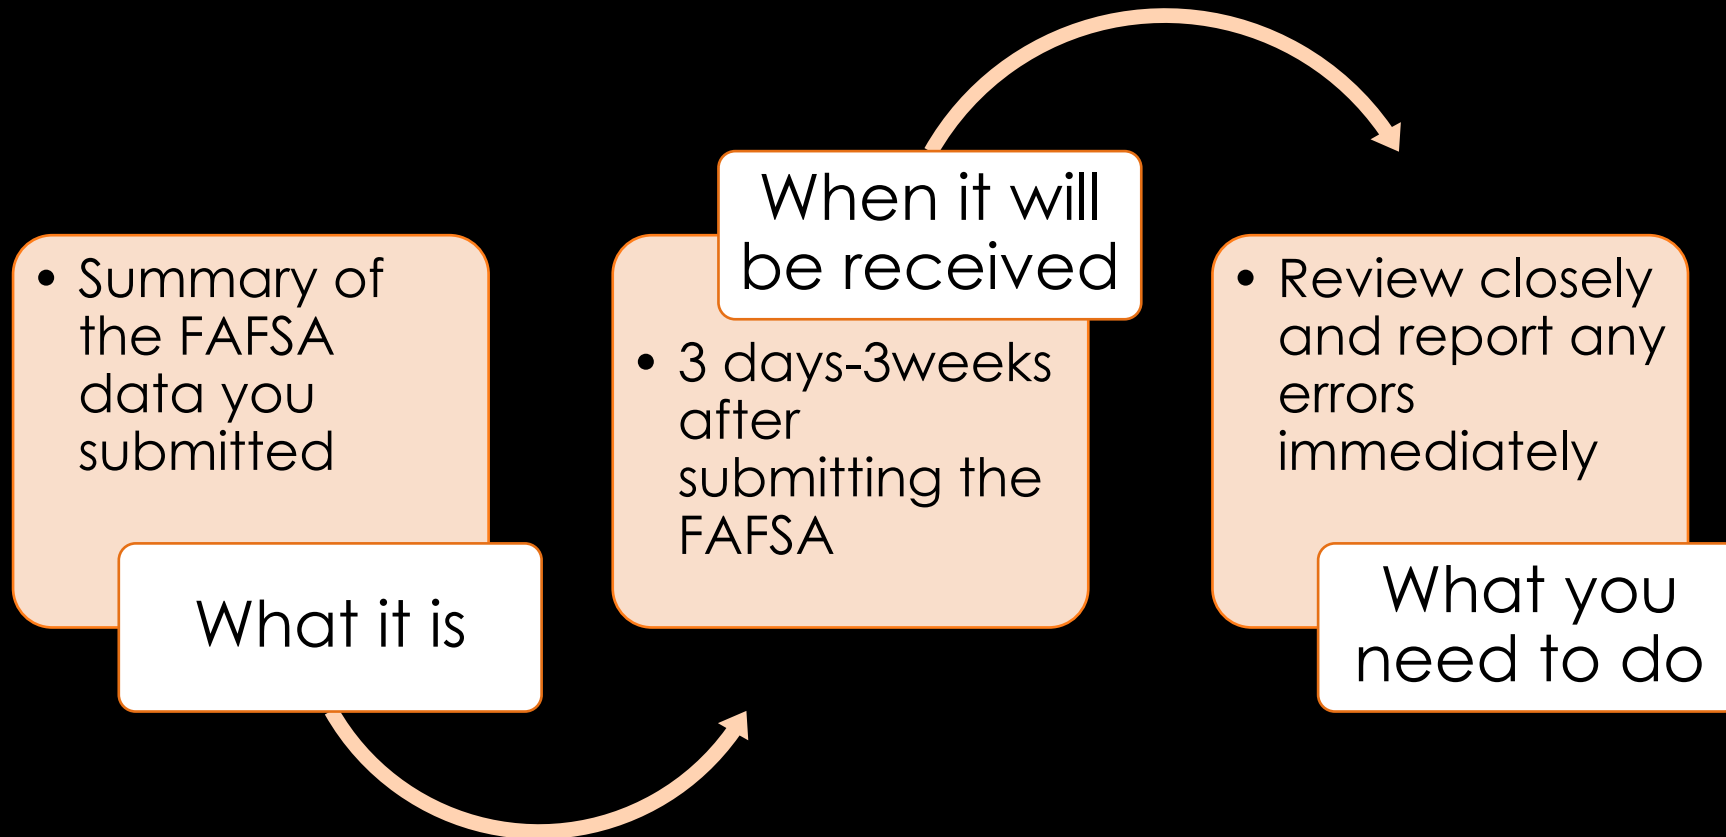 • Summary of
the FAFSA
data you
submitted
What it is
When it will
be received
• 3 days-3weeks
after
submitting the
FAFSA
• Review closely
and report any
errors
immediately
What you
need to do